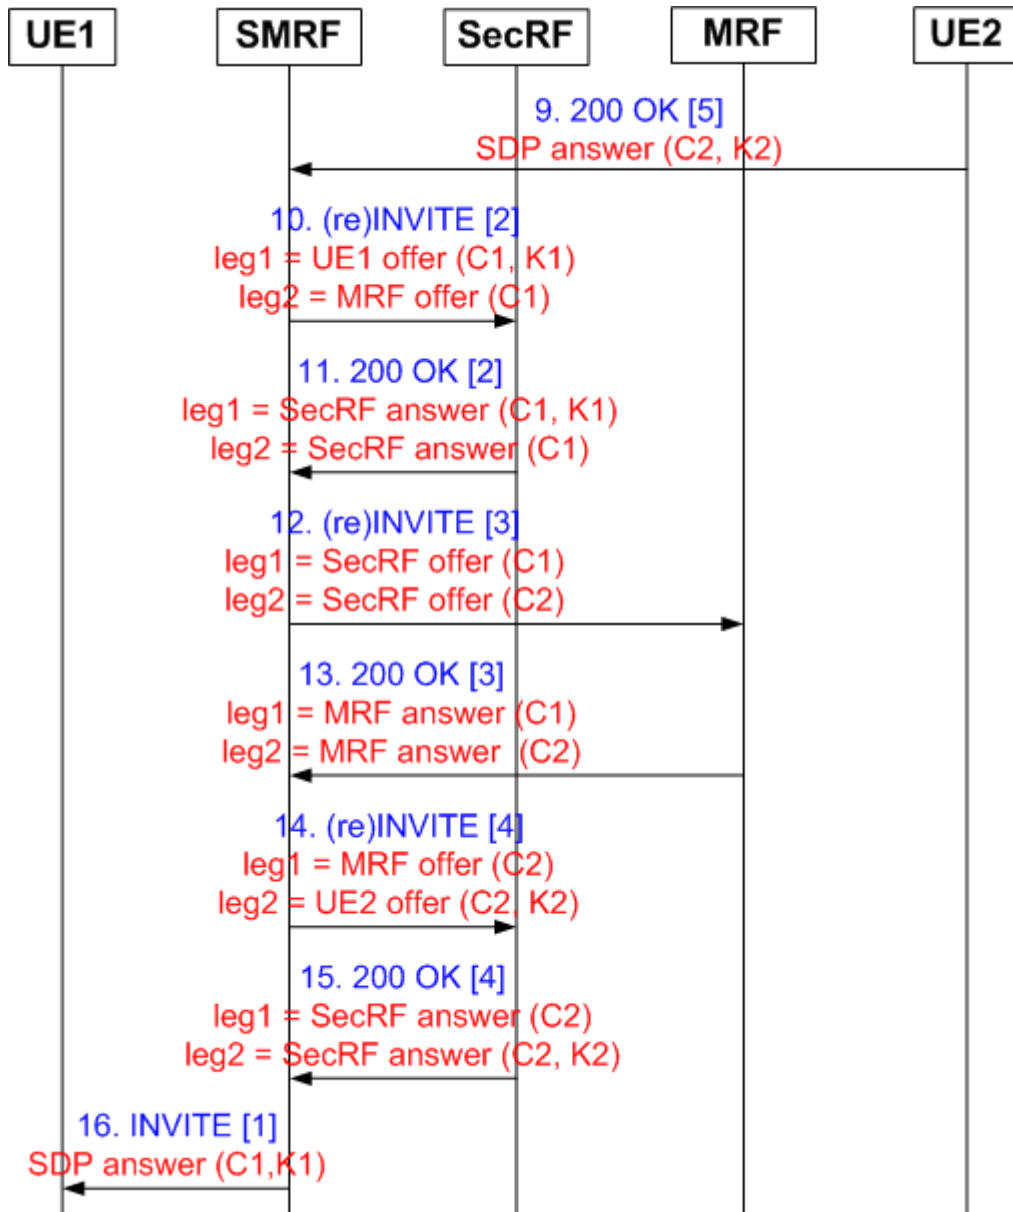 UE1 SMRF SecRF MRF UE2
9. 200 OK [5]
SDP answer (C2, K2)
10. (re)INVITE [2]
leg1 = UE1 offer (C1, K1)
leg2 = MRF offer (C1)
11. 200 OK [2]
leg1 = SecRF answer (C1, K1)
leg2 = SecRF answer (C1)
12. (re)INVITE [3]
leg1 = SecRF offer (C1)
leg2 = SecRF offer (C2)
13. 200 OK [3]
leg1 = MRF answer (C1)
leg2 = MRF answer (C2)
14. (re)INVITE [4]
leg1 = MRF offer (C2)
leg2 = UE2 offer (C2, K2)
15. 200 OK [4]
leg1 = SecRF answer (C2)
leg2 = SecRF answer (C2, K2)
16. INVITE [1]
SDP answer (C1,K1)